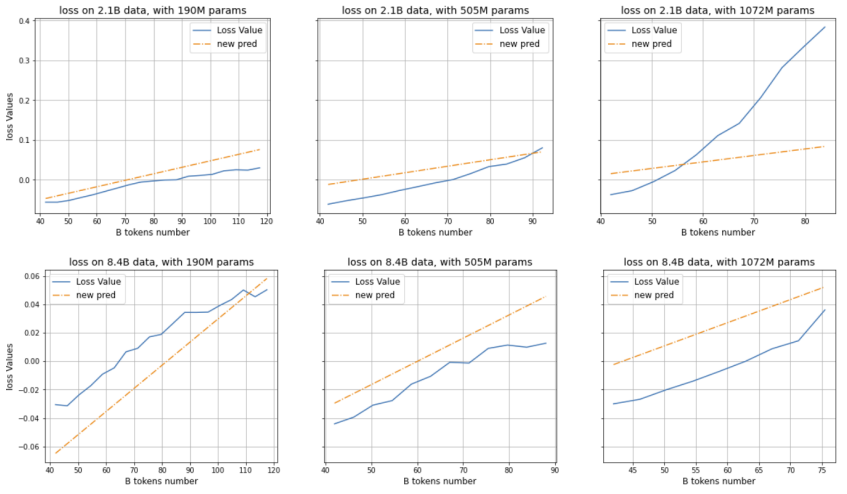 loss on 2.1B data, with 190M params
loss on 2.1B data, with 505M params
loss on 2.1B data, with 1072M params
0.4
0.3
0.2
0.1
0.0
loss Values
Loss Value
new pred
Loss Value
new pred
Loss Value
new pred
40 50 60 70 80 90 100 110 120
40 50 60 70 80 90
40 50 60 70 80
B tokens number
B tokens number
B tokens number
loss on 8.4B data, with 190M params
loss on 8.4B data, with 505M params
loss on 8.4B data, with 1072M params
0.06
0.04
0.02
0.00
−0.02
−0.04
−0.06
loss Values
Loss Value
new pred
Loss Value
new pred
Loss Value
new pred
40 50 60 70 80 90 100 110 120
40 50 60 70 80 90
45 50 55 60 65 70 75
B tokens number
B tokens number
B tokens number